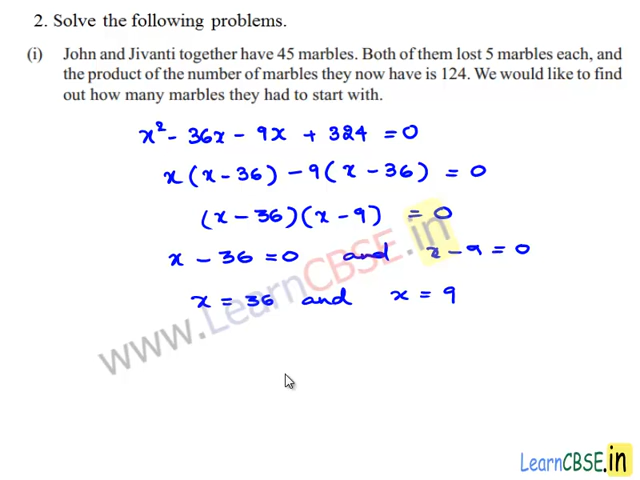 2. Solve the following problems.
(i) John and Jivanti together have 45 marbles. Both of them lost 5 marbles each, and
the product of the number of marbles they now have is 124. We would like to find
out how many marbles they had to start with.
x² - 36x - 9x + 324 = 0
x (x - 36) - 9 (x - 36) = 0
(x - 36) (x - 9) = 0
x - 36 = 0 and x - 9 = 0
x = 36 and x = 9
www.LearnCBSE.in
LearnCBSE.in